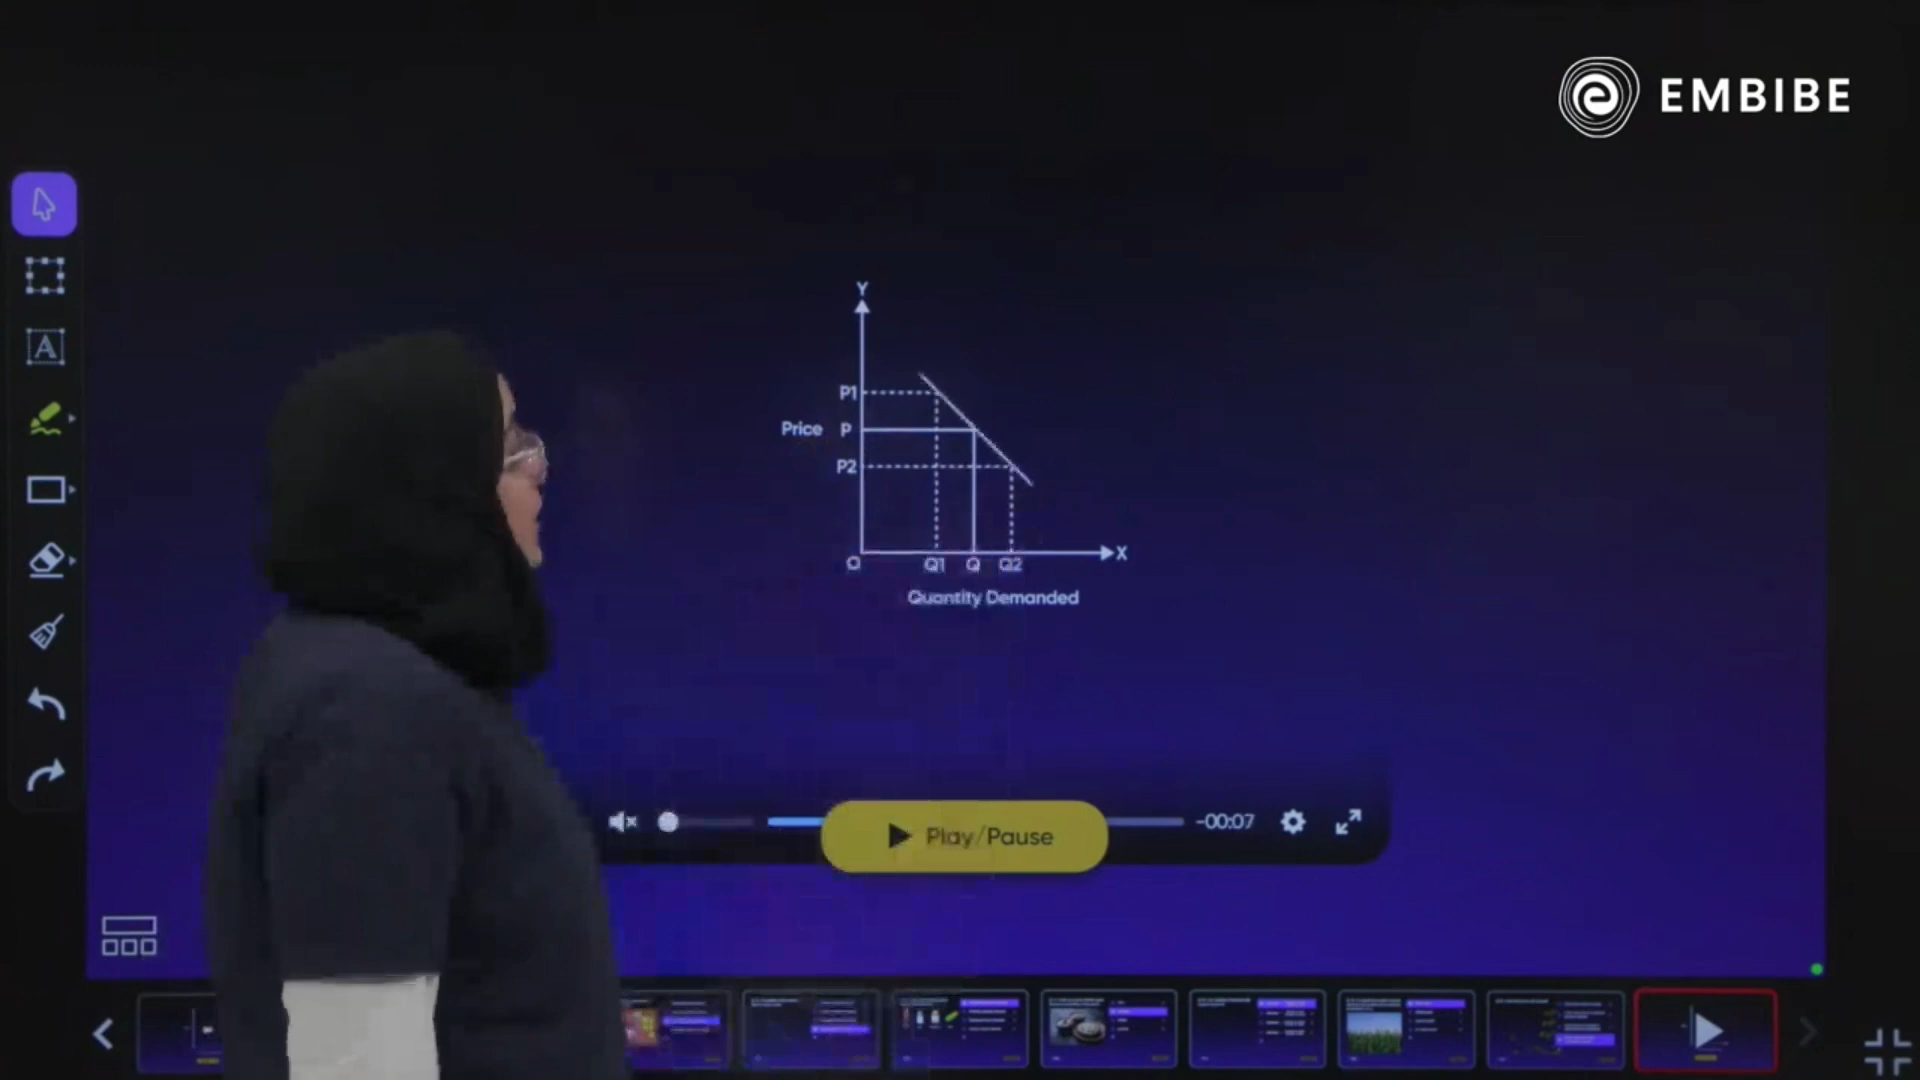 EMBIBE
A
Y
P1
Price P
P2
O Q1 Q Q2 X
Quantity Demanded
-00:07
Play/Pause